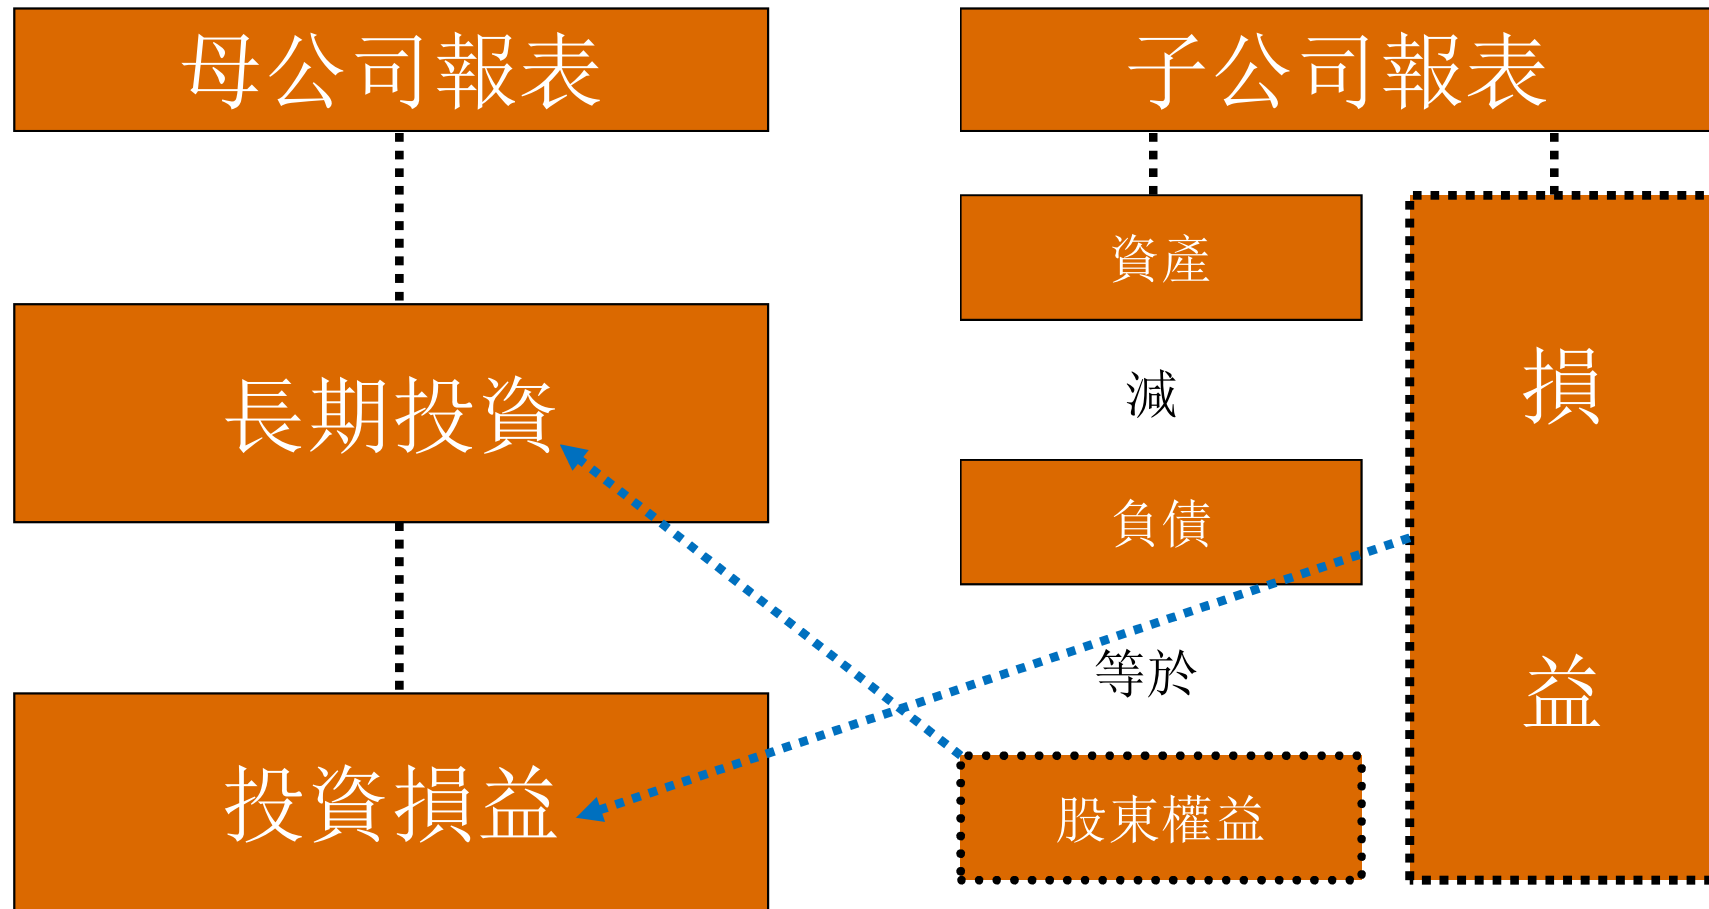 母公司報表
長期投資
投資損益
子公司報表
資產
減
負債
等於
股東權益
損
益